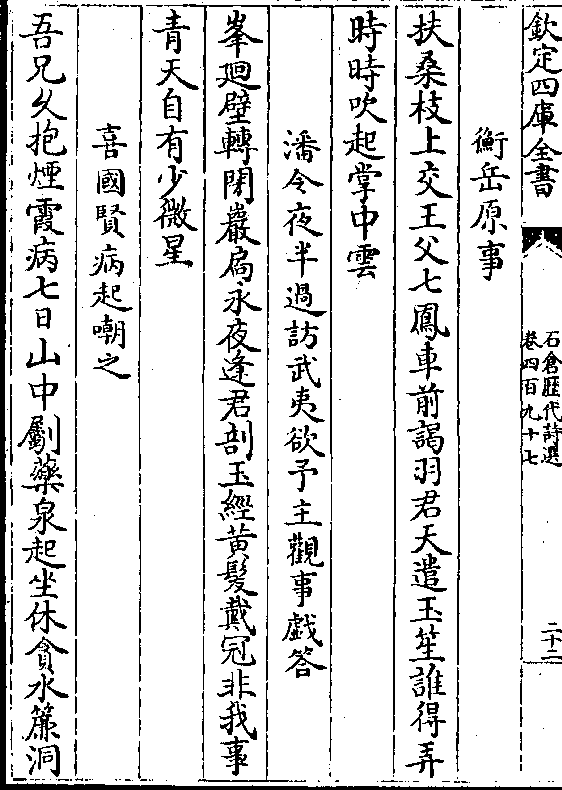 欽定四庫全書
石倉歴代詩選
卷四百九十七
二十二
衡岳原事
扶桑枝上交王父七鳳車前謁羽君天遣玉笙誰得弄
時時吹起掌中雲
潘令夜半過訪武夷欲予主觀事戲答
峯廻壁轉閉巖扃永夜逢君剖玉經黄髮戴冠非我事
青天自有少微星
喜國賢病起嘲之
吾兄久抱煙霞病七日山中劚藥泉起坐休貪水簾洞